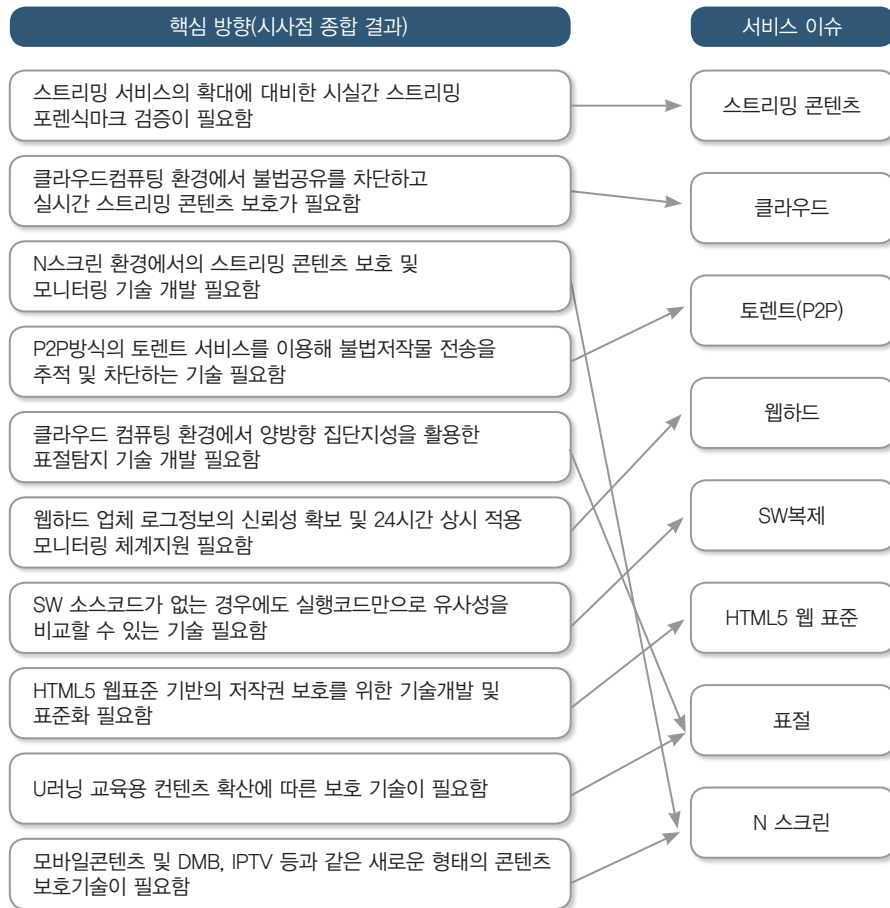 핵심 방향(시사점 종합 결과)
서비스 이슈
스트리밍 서비스의 확대에 대비한 시실간 스트리밍
포렌식마크 검증이 필요함
스트리밍 콘텐츠
클라우드컴퓨팅 환경에서 불법공유를 차단하고
실시간 스트리밍 콘텐츠 보호가 필요함
클라우드
N스크린 환경에서의 스트리밍 콘텐츠 보호 및
모니터링 기술 개발 필요함
토렌트(P2P)
P2P방식의 토렌트 서비스를 이용해 불법저작물 전송을
추적 및 차단하는 기술 필요함
웹하드
클라우드 컴퓨팅 환경에서 양방향 집단지성을 활용한
표절탐지 기술 개발 필요함
웹하드 업체 로그정보의 신뢰성 확보 및 24시간 상시 적용
모니터링 체계지원 필요함
SW복제
SW 소스코드가 없는 경우에도 실행코드만으로 유사성을
비교할 수 있는 기술 필요함
HTML5 웹 표준
HTML5 웹표준 기반의 저작권 보호를 위한 기술개발 및
표준화 필요함
표절
U러닝 교육용 컨텐츠 확산에 따른 보호 기술이 필요함
N 스크린
모바일콘텐츠 및 DMB, IPTV 등과 같은 새로운 형태의 콘텐츠
보호기술이 필요함